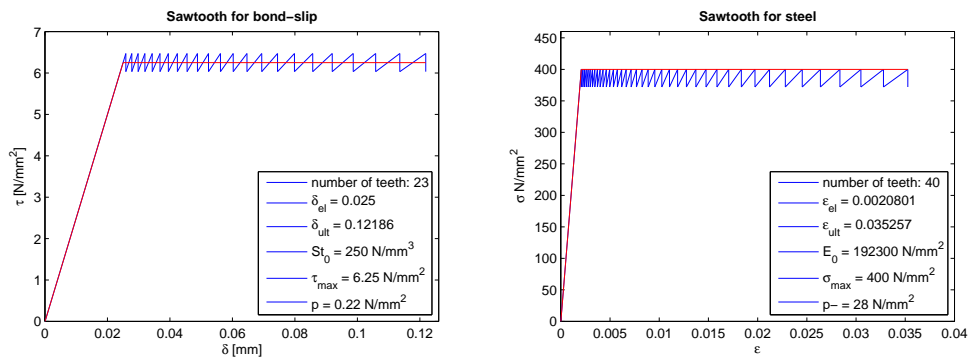 Sawtooth for bond−slip
7
6
5
4
3
2
1
0
τ [N/mm²]
number of teeth: 23
δel = 0.025
δult = 0.12186
St0 = 250 N/mm³
τmax = 6.25 N/mm²
p = 0.22 N/mm²
0 0.02 0.04 0.06 0.08 0.1 0.12
δ [mm]
Sawtooth for steel
450
400
350
300
250
200
150
100
50
0
σ N/mm²
number of teeth: 40
εel = 0.0020801
εult = 0.035257
E0 = 192300 N/mm²
σmax = 400 N/mm²
p− = 28 N/mm²
0 0.005 0.01 0.015 0.02 0.025 0.03 0.035 0.04
ε